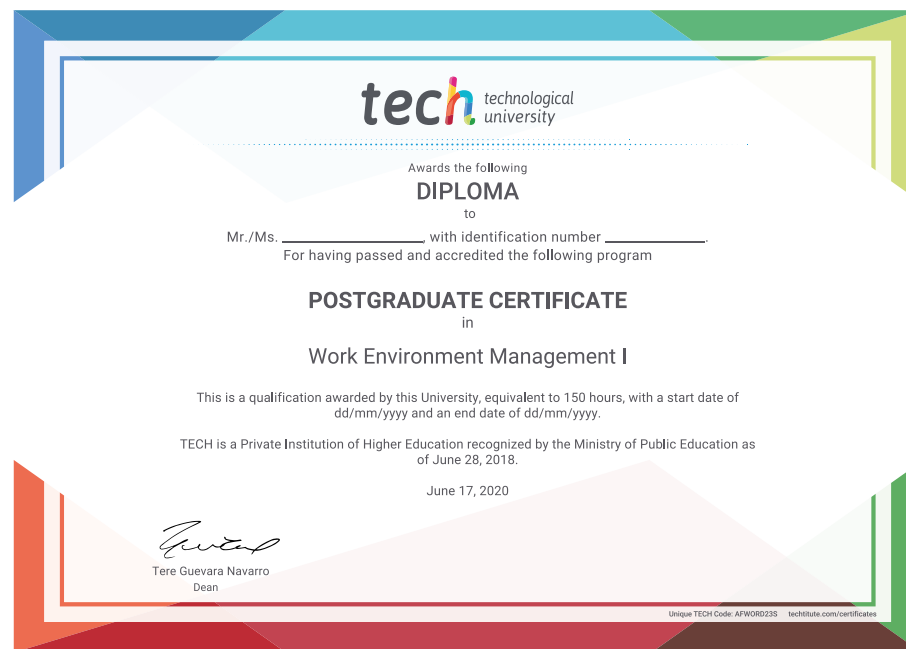 tech technological
university
Awards the following
DIPLOMA
to
Mr./Ms. ____________, with identification number ____________.
For having passed and accredited the following program
POSTGRADUATE CERTIFICATE
in
Work Environment Management I
This is a qualification awarded by this University, equivalent to 150 hours, with a start date of
dd/mm/yyyy and an end date of dd/mm/yyyy.
TECH is a Private Institution of Higher Education recognized by the Ministry of Public Education as
of June 28, 2018.
June 17, 2020
Tere Guevara Navarro
Dean
Unique TECH Code: AFWORD23S techtitute.com/certificates